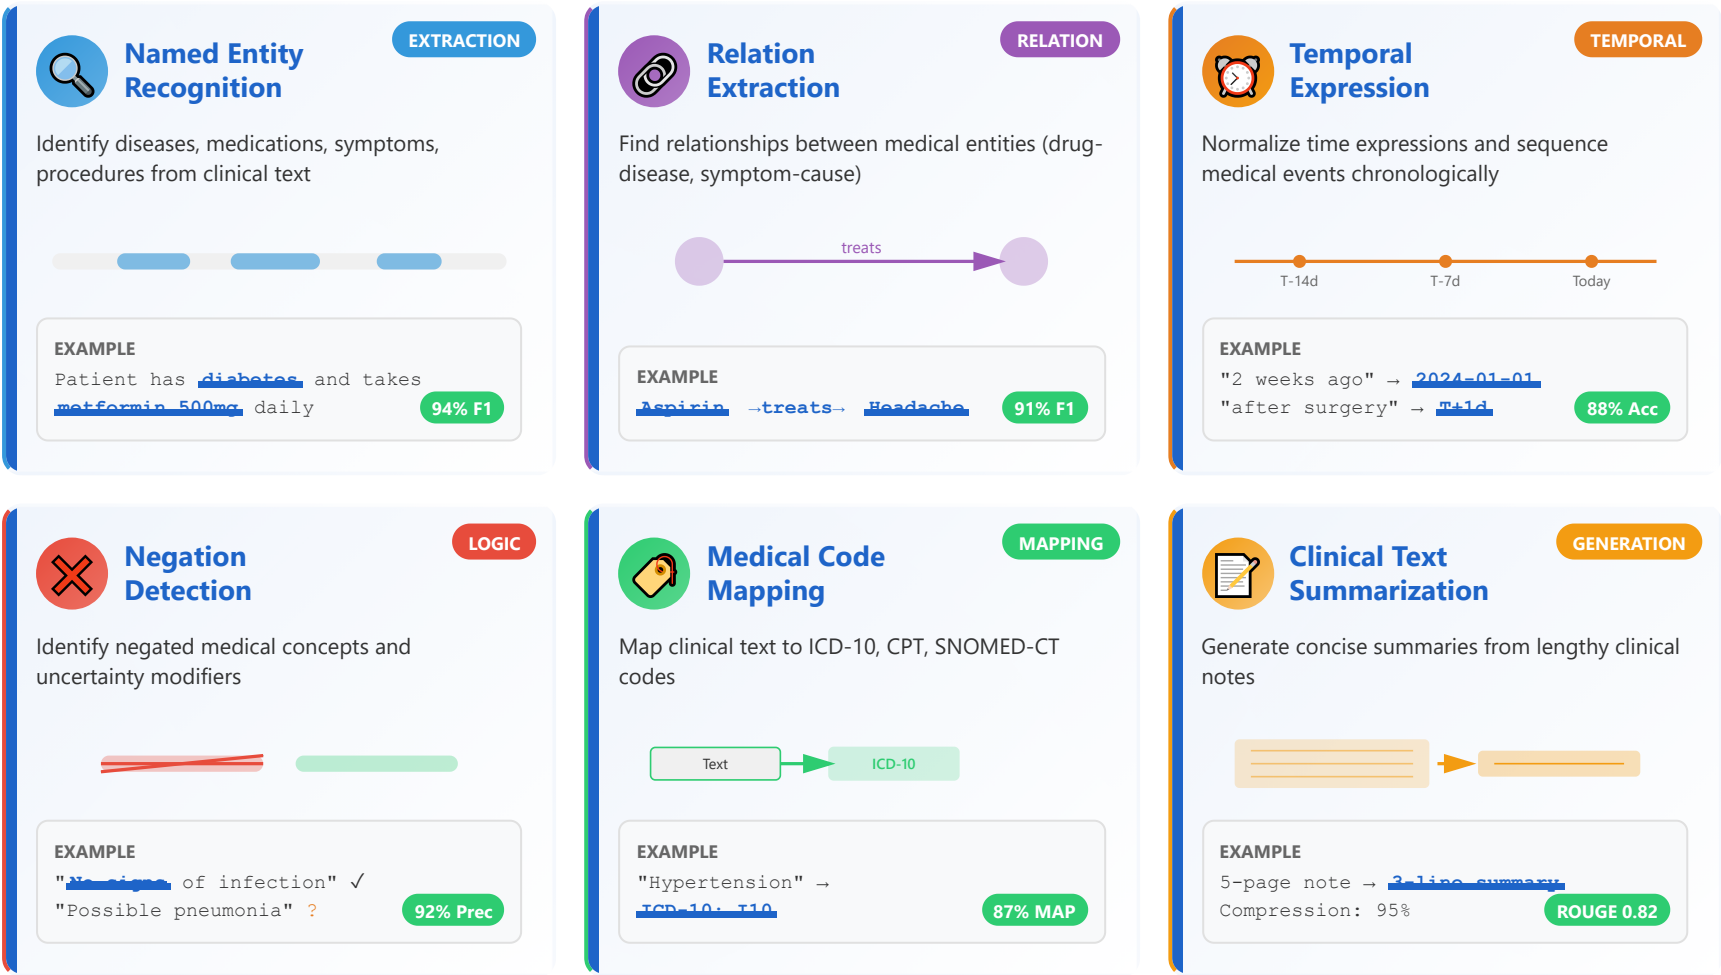 EXTRACTION
Named Entity
Recognition
Identify diseases, medications, symptoms,
procedures from clinical text
EXAMPLE
Patient has diabetes and takes
metformin 500mg daily
94% F1
RELATION
Relation
Extraction
Find relationships between medical entities (drug-
disease, symptom-cause)
treats
EXAMPLE
Aspirin →treats→ Headache
91% F1
TEMPORAL
Temporal
Expression
Normalize time expressions and sequence
medical events chronologically
T-14d
T-7d
Today
EXAMPLE
"2 weeks ago" → 2024-01-01
"after surgery" → T+1d
88% Acc
LOGIC
Negation
Detection
Identify negated medical concepts and
uncertainty modifiers
EXAMPLE
"No signs of infection" ✓
"Possible pneumonia" ?
92% Prec
MAPPING
Medical Code
Mapping
Map clinical text to ICD-10, CPT, SNOMED-CT
codes
Text
ICD-10
EXAMPLE
"Hypertension" →
ICD-10: I10
87% MAP
GENERATION
Clinical Text
Summarization
Generate concise summaries from lengthy clinical
notes
EXAMPLE
5-page note → 3-line summary
Compression: 95%
ROUGE 0.82